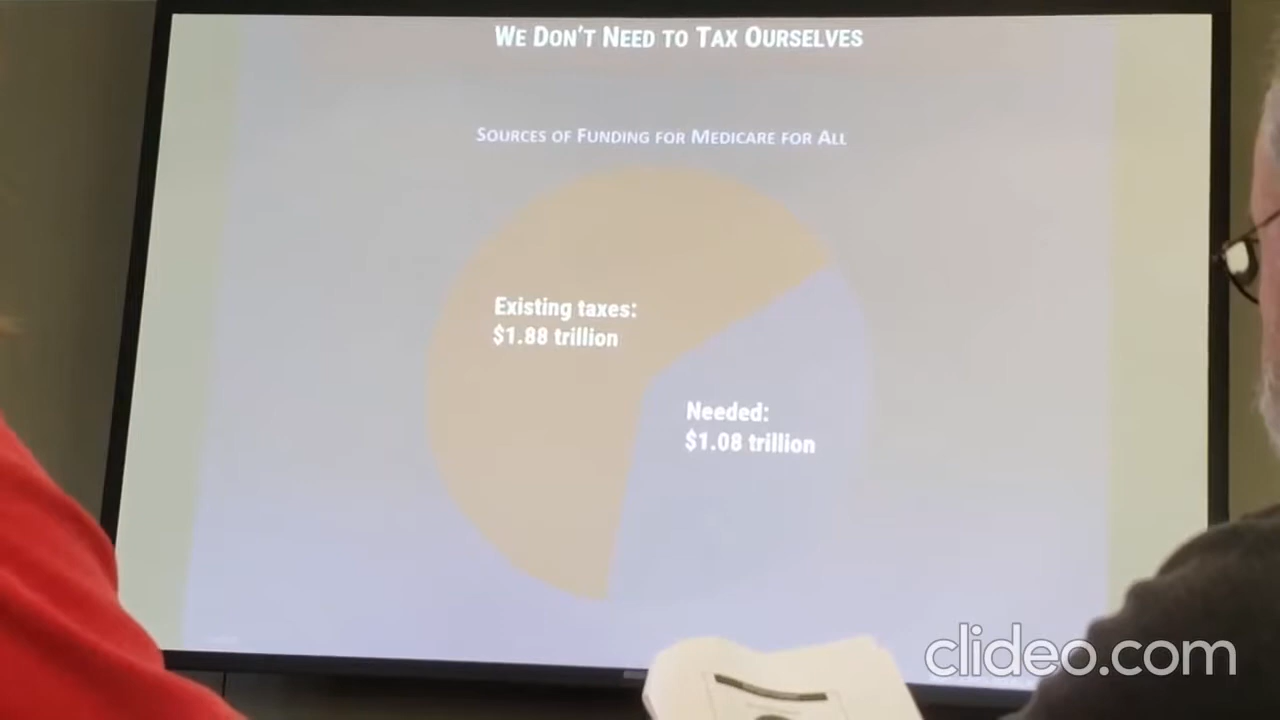 WE DON'T NEED TO TAX OURSELVES
SOURCES OF FUNDING FOR MEDICARE FOR ALL
Existing taxes:
$1.88 trillion
Needed:
$1.08 trillion
clideo.com